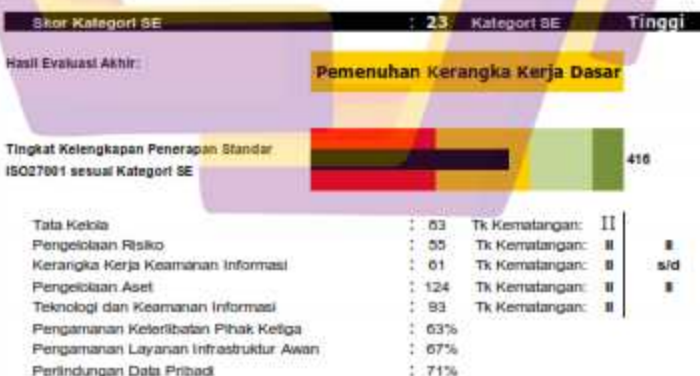 Skor Kategori SE : 23 Kategori SE Tinggi
Hasil Evaluasi Akhir:
Pemenuhan Kerangka Kerja Dasar
Tingkat Kelengkapan Penerapan Standar
ISO27001 sesuai Kategori SE
416
Tata Kelola : 83 Tk Kematangan: II
Pengelolaan Risiko : 55 Tk Kematangan: II II
Kerangka Kerja Keamanan Informasi : 61 Tk Kematangan: II s/d
Pengelolaan Aset : 124 Tk Kematangan: II II
Teknologi dan Keamanan Informasi : 93 Tk Kematangan: II
Pengamanan Keterlibatan Pihak Ketiga : 63%
Pengamanan Layanan Infrastruktur Awan : 67%
Perlindungan Data Pribadi : 71%